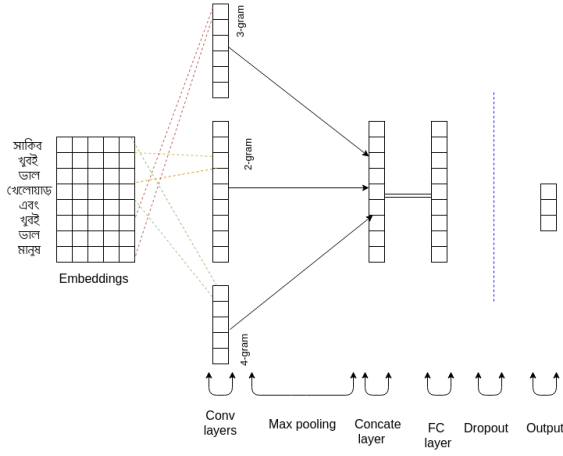 3-gram
2-gram
4-gram
সাকিব
খুবই
ভাল
খেলোয়াড়
এবং
খুবই
ভাল
মানুষ
Embeddings
Conv
layers
Max pooling
Concate
layer
FC
layer
Dropout
Output